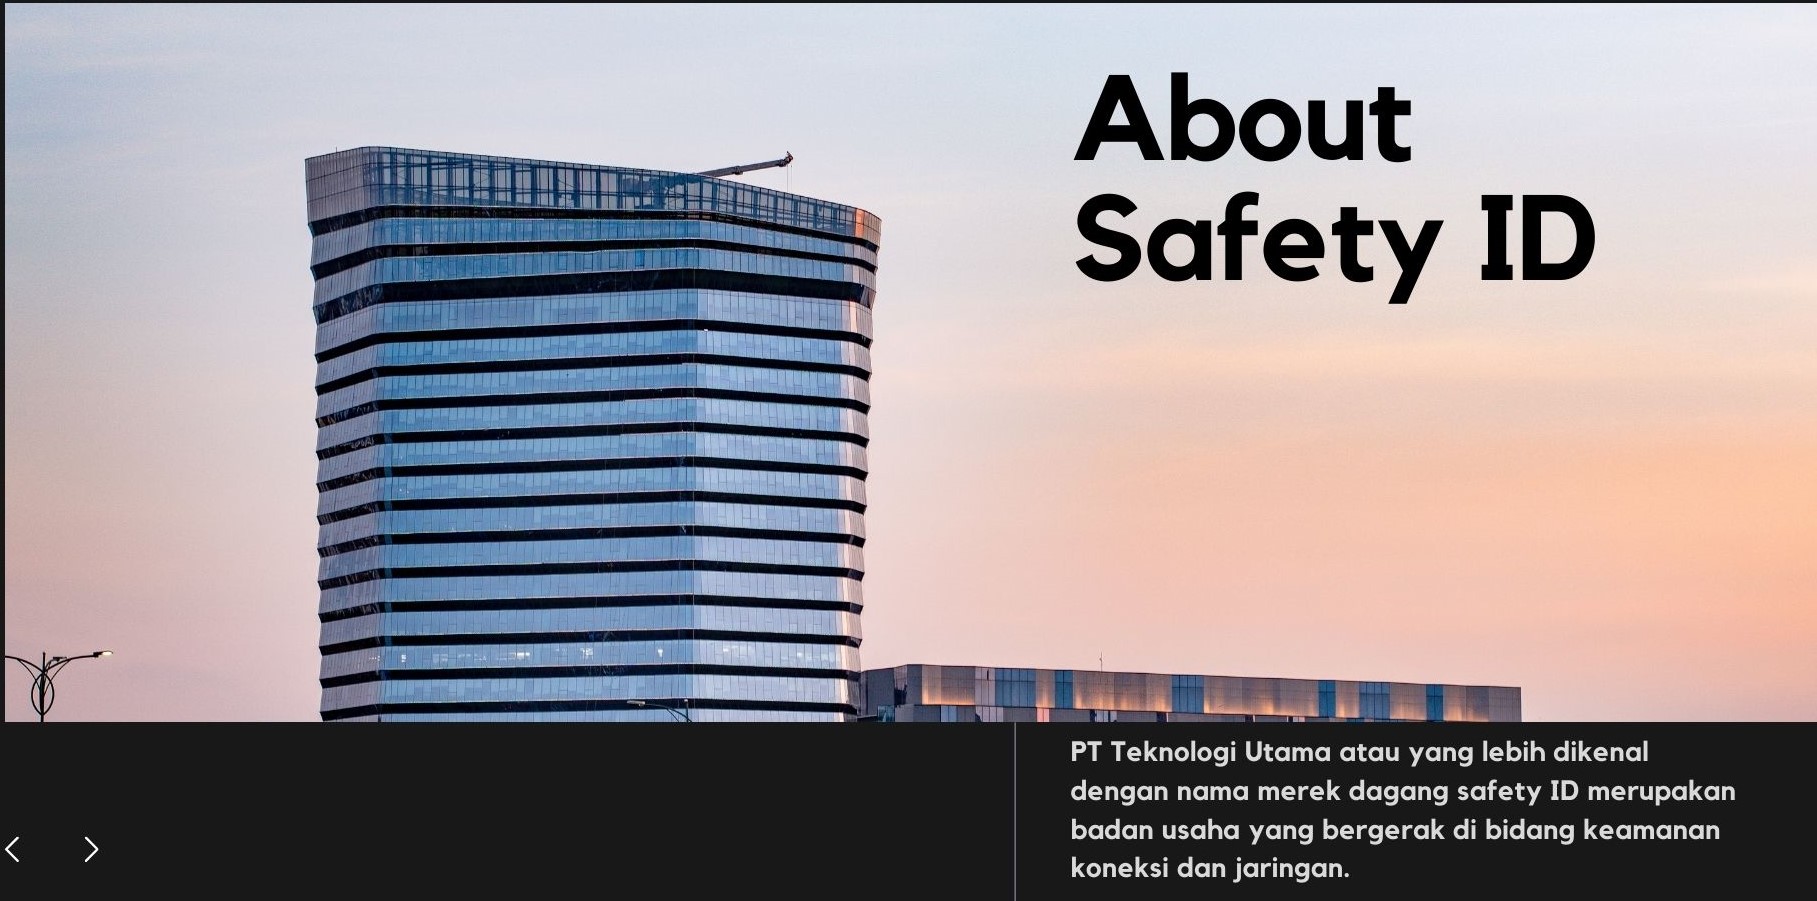 About
Safety ID
PT Teknologi Utama atau yang lebih dikenal
dengan nama merek dagang safety ID merupakan
badan usaha yang bergerak di bidang keamanan
koneksi dan jaringan.